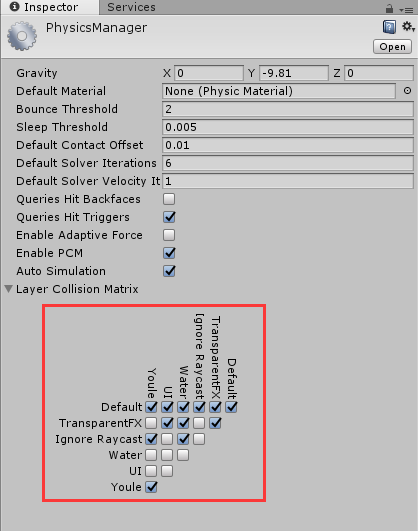 Inspector Services
PhysicsManager
Open
Gravity X 0 Y -9.81 Z 0
Default Material None (Physic Material)
Bounce Threshold 2
Sleep Threshold 0.005
Default Contact Offset 0.01
Default Solver Iterations 6
Default Solver Velocity It 1
Queries Hit Backfaces
Queries Hit Triggers
Enable Adaptive Force
Enable PCM
Auto Simulation
Layer Collision Matrix
Youle UI Water Ignore Raycast TransparentFX Default
Default
TransparentFX
Ignore Raycast
Water
UI
Youle